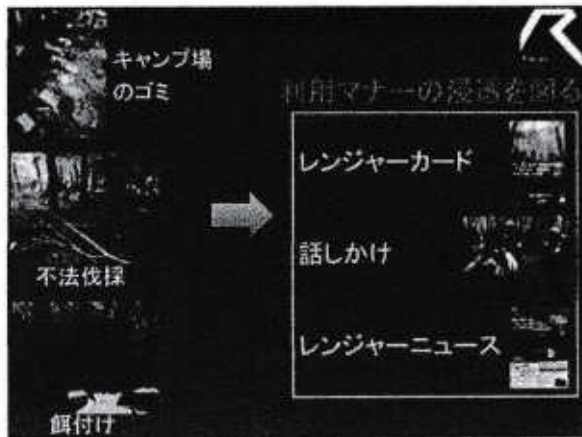 キャンプ場
のゴミ
不法伐採
餌付け
利用マナーの浸透を図る
レンジャーカード
話しかけ
レンジャーニュース